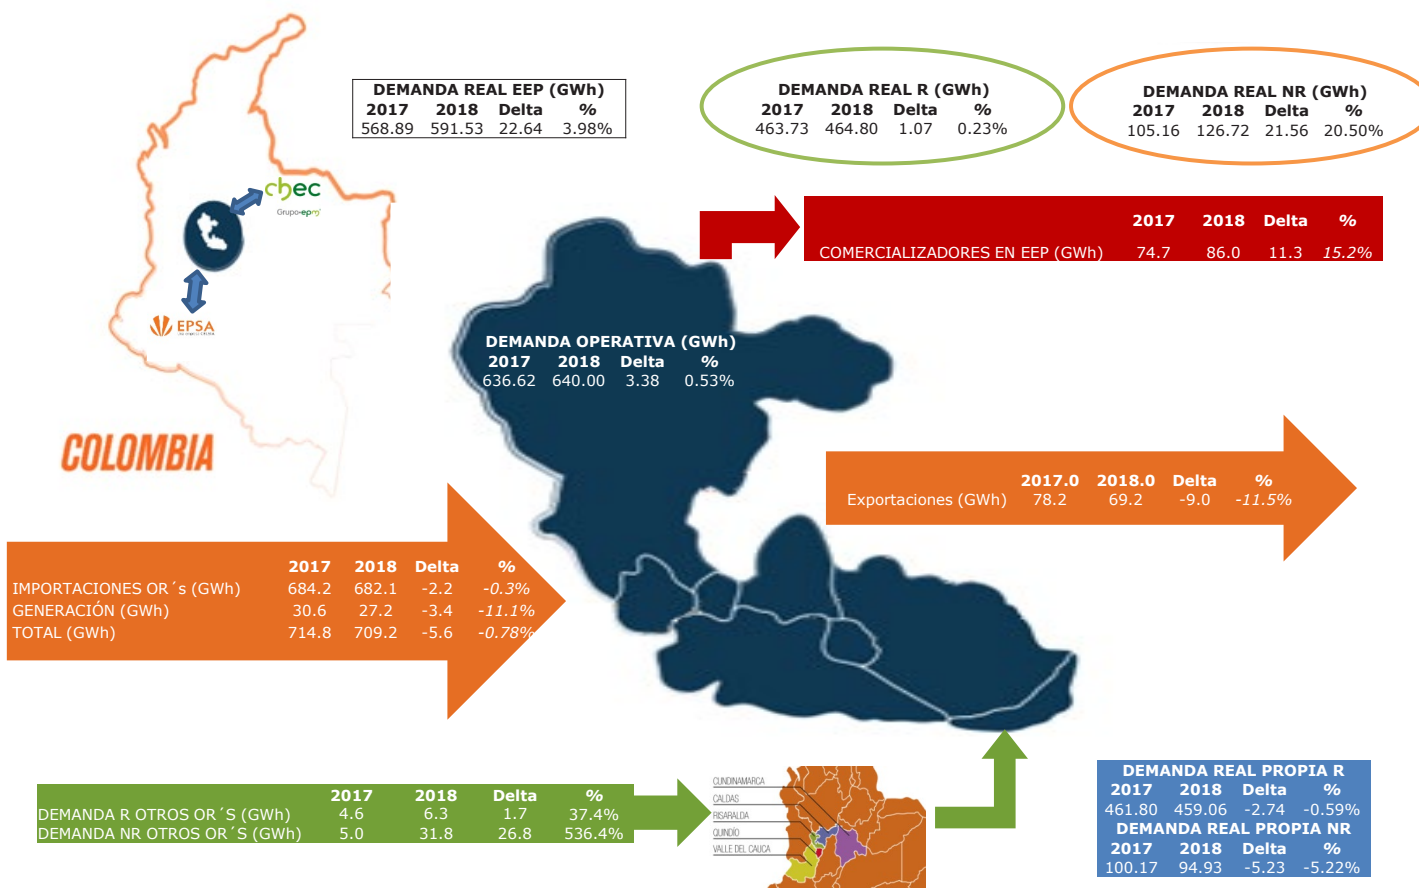 DEMANDA REAL EEP (GWh)
2017 2018 Delta %
568.89 591.53 22.64 3.98%
DEMANDA REAL R (GWh)
2017 2018 Delta %
463.73 464.80 1.07 0.23%
DEMANDA REAL NR (GWh)
2017 2018 Delta %
105.16 126.72 21.56 20.50%
chec
Grupo·epm
EPSA
COLOMBIA
2017 2018 Delta %
COMERCIALIZADORES EN EEP (GWh) 74.7 86.0 11.3 15.2%
DEMANDA OPERATIVA (GWh)
2017 2018 Delta %
636.62 640.00 3.38 0.53%
2017.0 2018.0 Delta %
Exportaciones (GWh) 78.2 69.2 -9.0 -11.5%
2017 2018 Delta %
IMPORTACIONES OR´s (GWh) 684.2 682.1 -2.2 -0.3%
GENERACIÓN (GWh) 30.6 27.2 -3.4 -11.1%
TOTAL (GWh) 714.8 709.2 -5.6 -0.78%
2017 2018 Delta %
DEMANDA R OTROS OR´S (GWh) 4.6 6.3 1.7 37.4%
DEMANDA NR OTROS OR´S (GWh) 5.0 31.8 26.8 536.4%
CUNDINAMARCA
CALDAS
RISARALDA
QUINDÍO
VALLE DEL CAUCA
DEMANDA REAL PROPIA R
2017 2018 Delta %
461.80 459.06 -2.74 -0.59%
DEMANDA REAL PROPIA NR
2017 2018 Delta %
100.17 94.93 -5.23 -5.22%